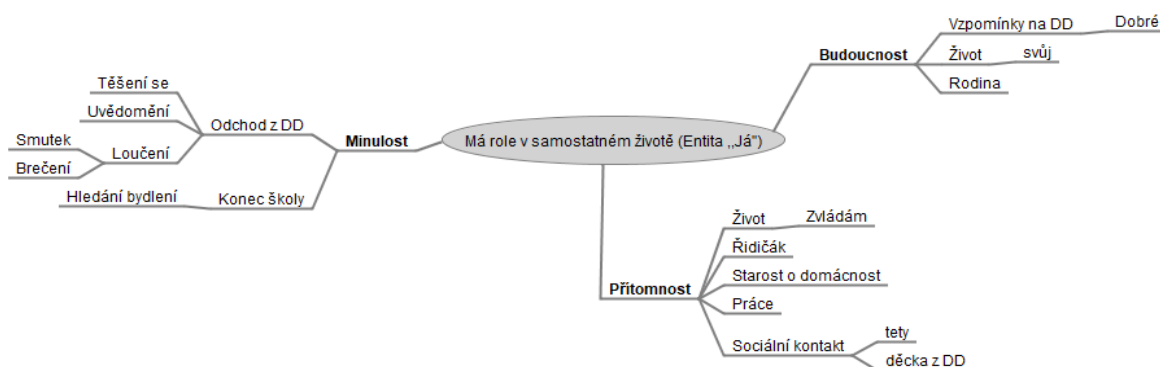 Má role v samostatném životě (Entita ,,Já")
Minulost
Odchod z DD
Těšení se
Uvědomění
Loučení
Smutek
Brečení
Konec školy
Hledání bydlení
Budoucnost
Vzpomínky na DD
Dobré
Život
svůj
Rodina
Přítomnost
Život
Zvládám
Řidičák
Starost o domácnost
Práce
Sociální kontakt
tety
děcka z DD